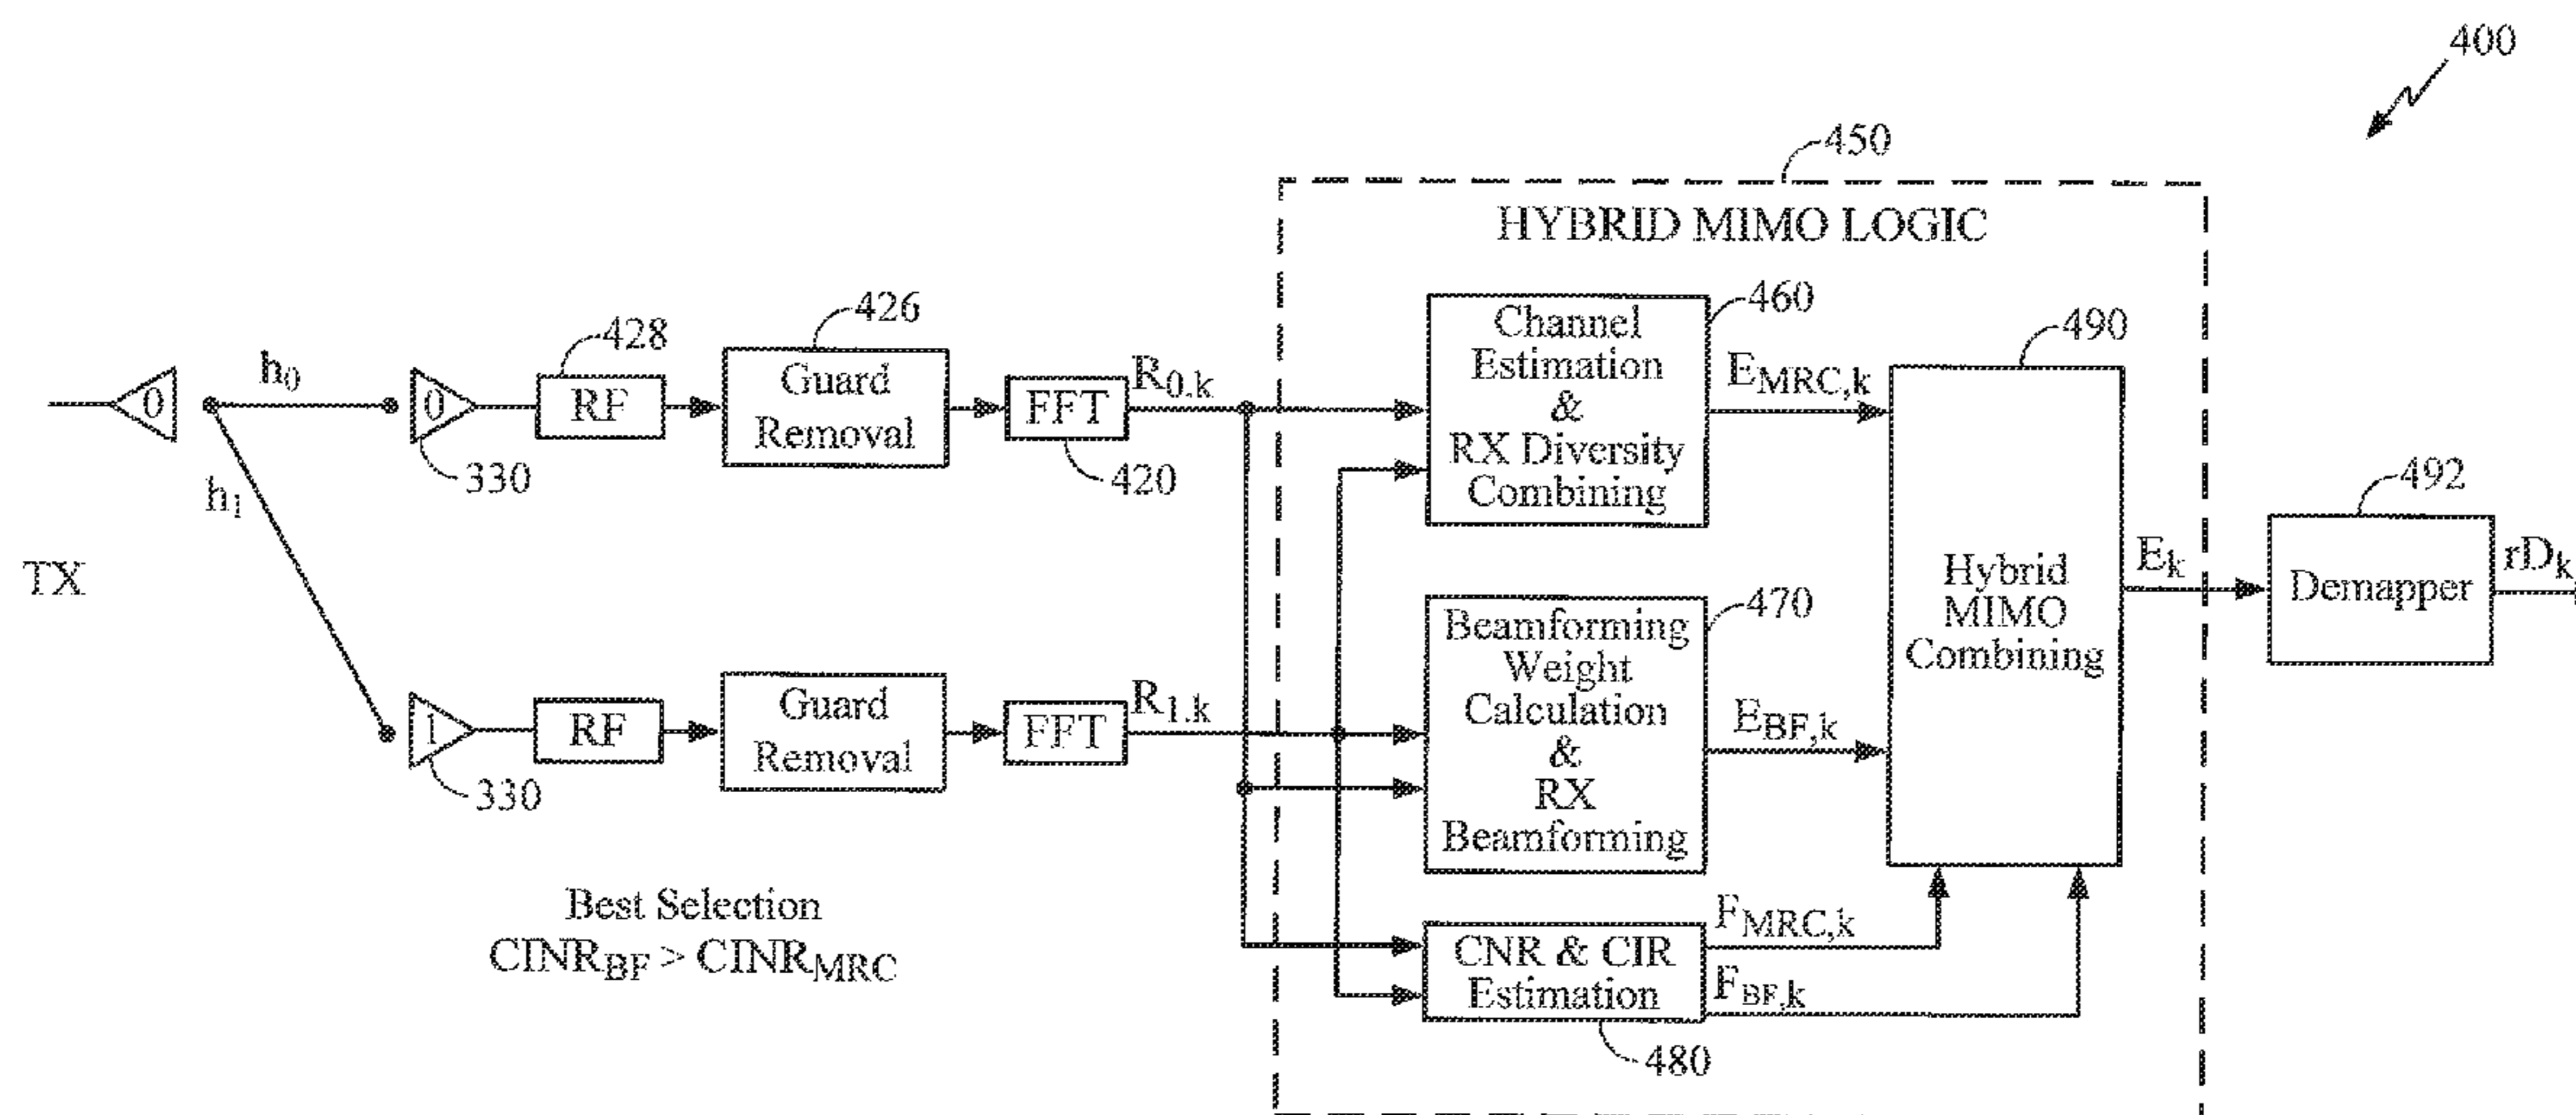 400
450
HYBRID MIMO LOGIC
426
428
460
490
h0
0
0
RF
Guard
Removal
FFT
R0.k
Channel
Estimation
&
RX Diversity
Combining
EMRC,k
330
420
h1
492
TX
Hybrid
MIMO
Combining
Ek
Demapper
rDk
470
Beamforming
Weight
Calculation
&
RX
Beamforming
EBF,k
1
RF
Guard
Removal
FFT
R1.k
330
Best Selection
CINRBF > CINRMRC
CNR & CIR
Estimation
FMRC,k
FBF,k
480